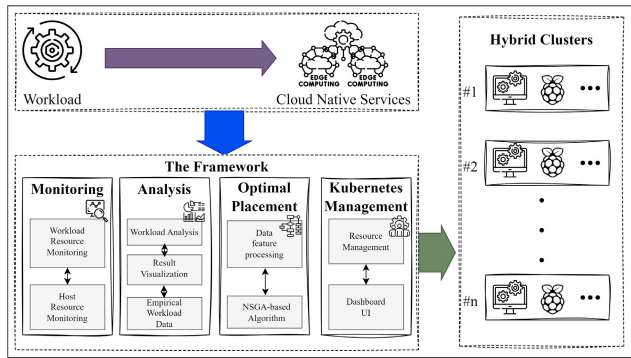 Workload
EDGE
COMPUTING
EDGE
COMPUTING
Cloud Native Services
The Framework
Monitoring
Workload
Resource
Monitoring
Host
Resource
Monitoring
Analysis
Workload Analysis
Result
Visualization
Empirical
Workload
Data
Optimal
Placement
Data
feature
processing
NSGA-based
Algorithm
Kubernetes
Management
Resource
Management
Dashboard
UI
Hybrid Clusters
#1
#2
#n